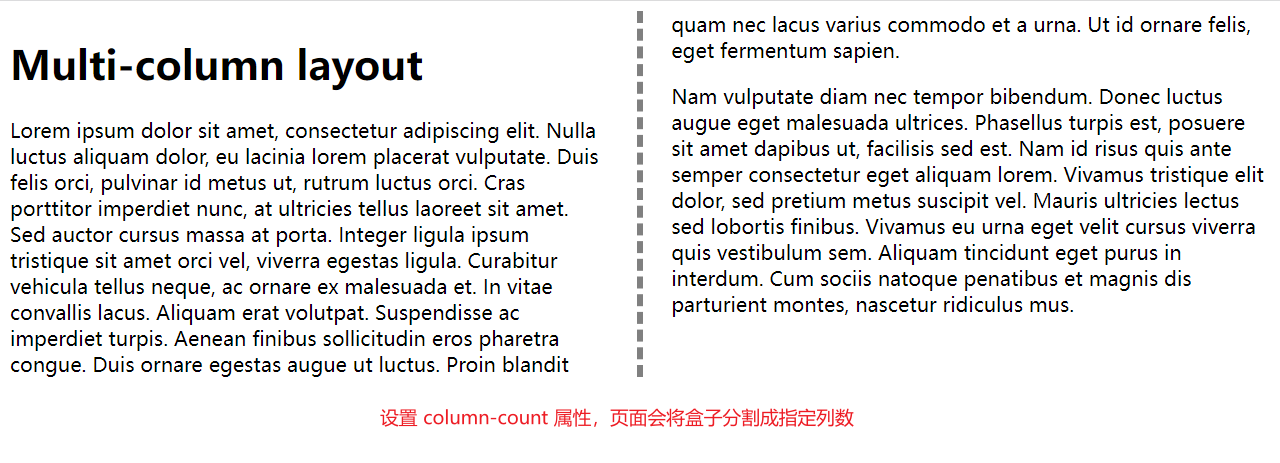 Multi-column layout
Lorem ipsum dolor sit amet, consectetur adipiscing elit. Nulla
luctus aliquam dolor, eu lacinia lorem placerat vulputate. Duis
felis orci, pulvinar id metus ut, rutrum luctus orci. Cras
porttitor imperdiet nunc, at ultricies tellus laoreet sit amet.
Sed auctor cursus massa at porta. Integer ligula ipsum
tristique sit amet orci vel, viverra egestas ligula. Curabitur
vehicula tellus neque, ac ornare ex malesuada et. In vitae
convallis lacus. Aliquam erat volutpat. Suspendisse ac
imperdiet turpis. Aenean finibus sollicitudin eros pharetra
congue. Duis ornare egestas augue ut luctus. Proin blandit
quam nec lacus varius commodo et a urna. Ut id ornare felis,
eget fermentum sapien.
Nam vulputate diam nec tempor bibendum. Donec luctus
augue eget malesuada ultrices. Phasellus turpis est, posuere
sit amet dapibus ut, facilisis sed est. Nam id risus quis ante
semper consectetur eget aliquam lorem. Vivamus tristique elit
dolor, sed pretium metus suscipit vel. Mauris ultricies lectus
sed lobortis finibus. Vivamus eu urna eget velit cursus viverra
quis vestibulum sem. Aliquam tincidunt eget purus in
interdum. Cum sociis natoque penatibus et magnis dis
parturient montes, nascetur ridiculus mus.
设置 column-count 属性，页面会将盒子分割成指定列数